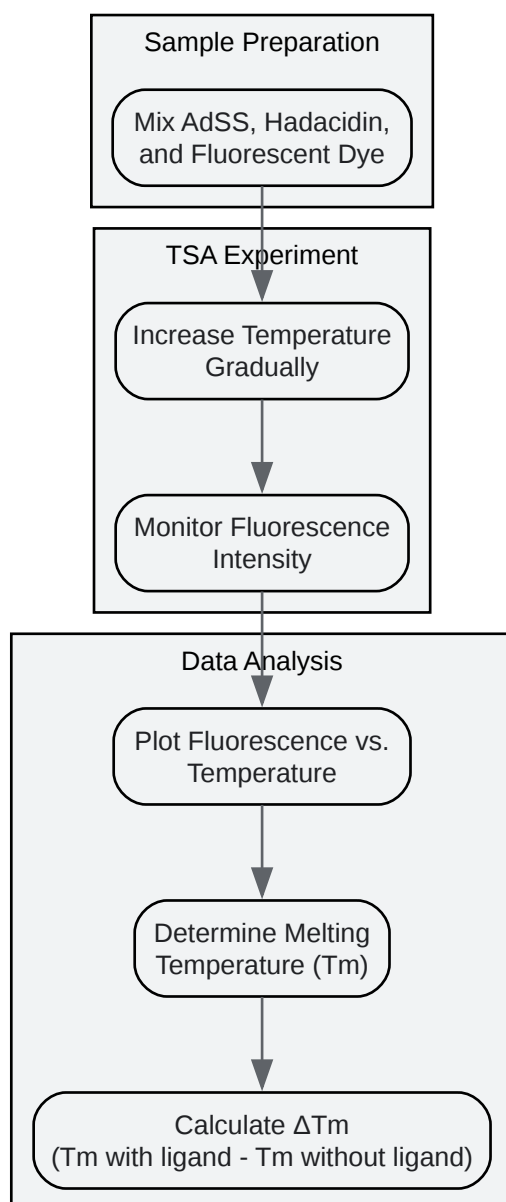 Sample Preparation
Mix AdSS, Hadacidin,
and Fluorescent Dye
TSA Experiment
Increase Temperature
Gradually
Monitor Fluorescence
Intensity
Data Analysis
Plot Fluorescence vs.
Temperature
Determine Melting
Temperature (Tm)
Calculate ΔTm
(Tm with ligand - Tm without ligand)